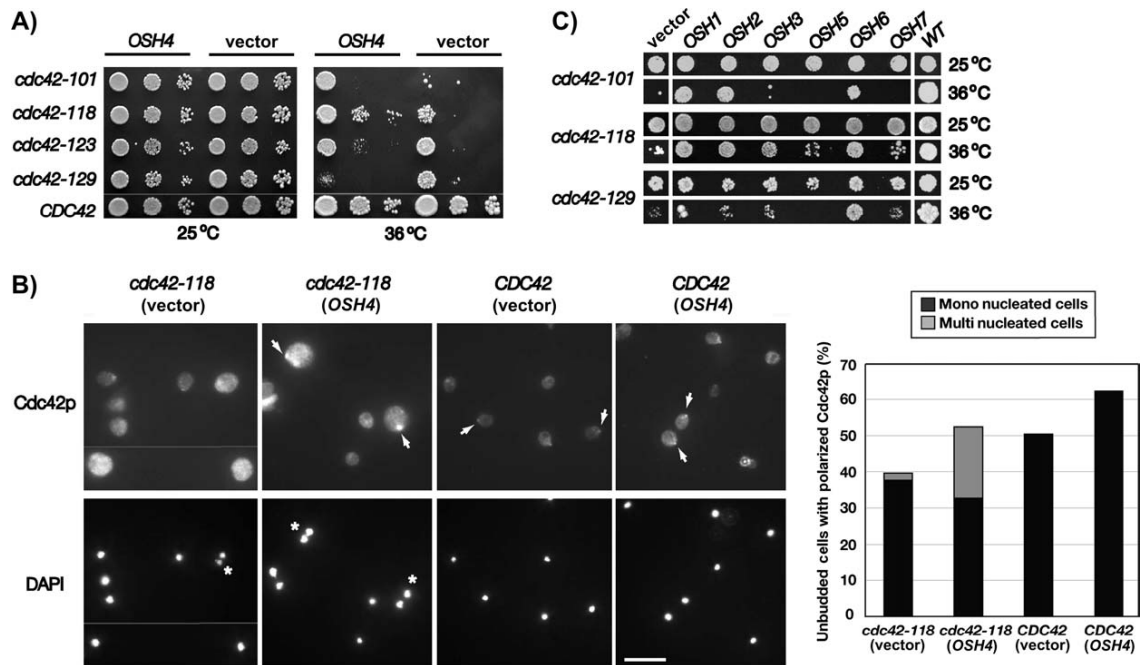 A)
OSH4 vector OSH4 vector
cdc42-101
cdc42-118
cdc42-123
cdc42-129
CDC42
25 °C 36 °C
C)
vector OSH1 OSH2 OSH3 OSH5 OSH6 OSH7 WT
cdc42-101 25 °C
36 °C
cdc42-118 25 °C
36 °C
cdc42-129 25 °C
36 °C
B)
cdc42-118 cdc42-118 CDC42 CDC42
(vector) (OSH4) (vector) (OSH4)
Cdc42p
DAPI
* * *
Mono nucleated cells
Multi nucleated cells
Unbudded cells with polarized Cdc42p (%)
70
60
50
40
30
20
10
0
cdc42-118 cdc42-118 CDC42 CDC42
(vector) (OSH4) (vector) (OSH4)